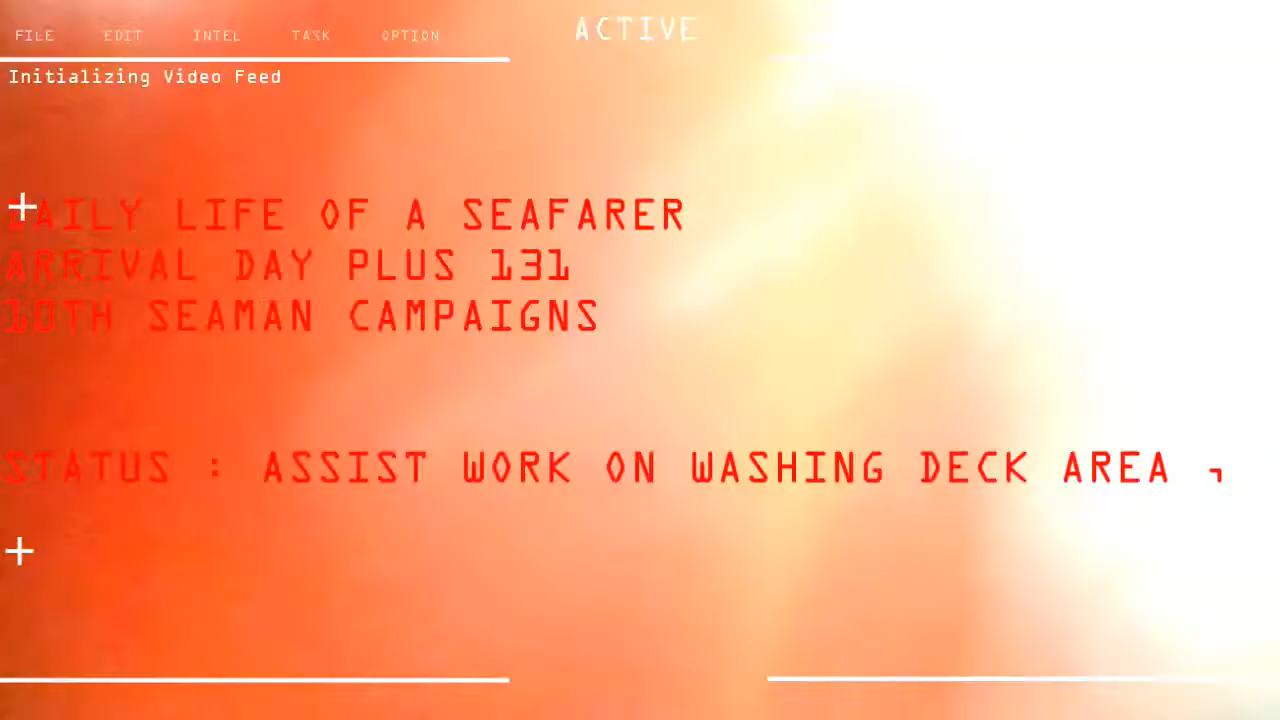 FILE EDIT INTEL TASK OPTION
ACTIVE
Initializing Video Feed
DAILY LIFE OF A SEAFARER
ARRIVAL DAY PLUS 131
10TH SEAMAN CAMPAIGNS
STATUS : ASSIST WORK ON WASHING DECK AREA